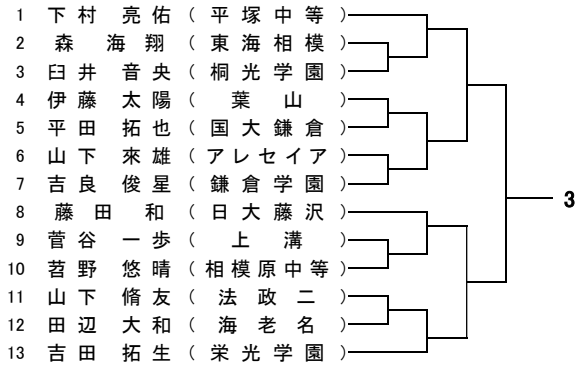 1 下村 亮佑 (平塚中等)
2 森 海翔 (東海相模)
3 臼井 音央 (桐光学園)
4 伊藤 太陽 (葉山)
5 平田 拓也 (国大鎌倉)
6 山下 來雄 (アレセイア)
7 吉良 俊星 (鎌倉学園)
3
8 藤田 和 (日大藤沢)
9 菅谷 一歩 (上溝)
10 菪野 悠晴 (相模原中等)
11 山下 脩友 (法政二)
12 田辺 大和 (海老名)
13 吉田 拓生 (栄光学園)